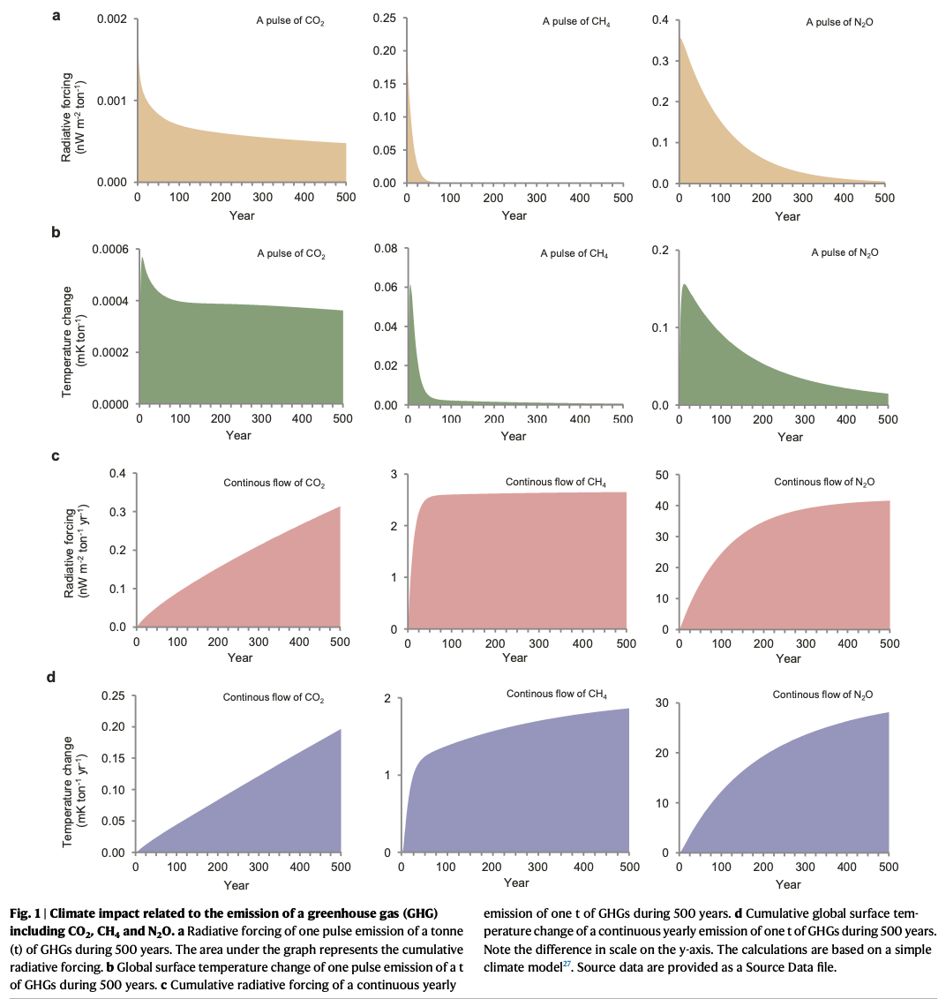 a
A pulse of CO2
A pulse of CH4
A pulse of N2O
Radiative forcing
(nW m-2 ton-1)
0.002
0.001
0.000
0 100 200 300 400 500
Year
0.25
0.20
0.15
0.10
0.05
0.00
0 100 200 300 400 500
Year
0.4
0.3
0.2
0.1
0.0
0 100 200 300 400 500
Year
b
A pulse of CO2
A pulse of CH4
A pulse of N2O
Temperature change
(mK ton-1)
0.0006
0.0004
0.0002
0.0000
0 100 200 300 400 500
Year
0.08
0.06
0.04
0.02
0.00
0 100 200 300 400 500
Year
0.2
0.1
0.0
0 100 200 300 400 500
Year
c
Continous flow of CO2
Continous flow of CH4
Continous flow of N2O
Radiative forcing
(nW m-2 ton-1 yr-1)
0.4
0.3
0.2
0.1
0.0
0 100 200 300 400 500
Year
3
2
1
0
0 100 200 300 400 500
Year
50
40
30
20
10
0
0 100 200 300 400 500
Year
d
Continous flow of CO2
Continous flow of CH4
Continous flow of N2O
Temperature change
(mK ton-1 yr-1)
0.25
0.20
0.15
0.10
0.05
0.00
0 100 200 300 400 500
Year
2
1
0
0 100 200 300 400 500
Year
30
20
10
0
0 100 200 300 400 500
Year
Fig. 1 | Climate impact related to the emission of a greenhouse gas (GHG)
including CO2, CH4 and N2O. a Radiative forcing of one pulse emission of a tonne
(t) of GHGs during 500 years. The area under the graph represents the cumulative
radiative forcing. b Global surface temperature change of one pulse emission of a t
of GHGs during 500 years. c Cumulative radiative forcing of a continuous yearly
emission of one t of GHGs during 500 years. d Cumulative global surface tem-
perature change of a continuous yearly emission of one t of GHGs during 500 years.
Note the difference in scale on the y-axis. The calculations are based on a simple
climate model27. Source data are provided as a Source Data file.